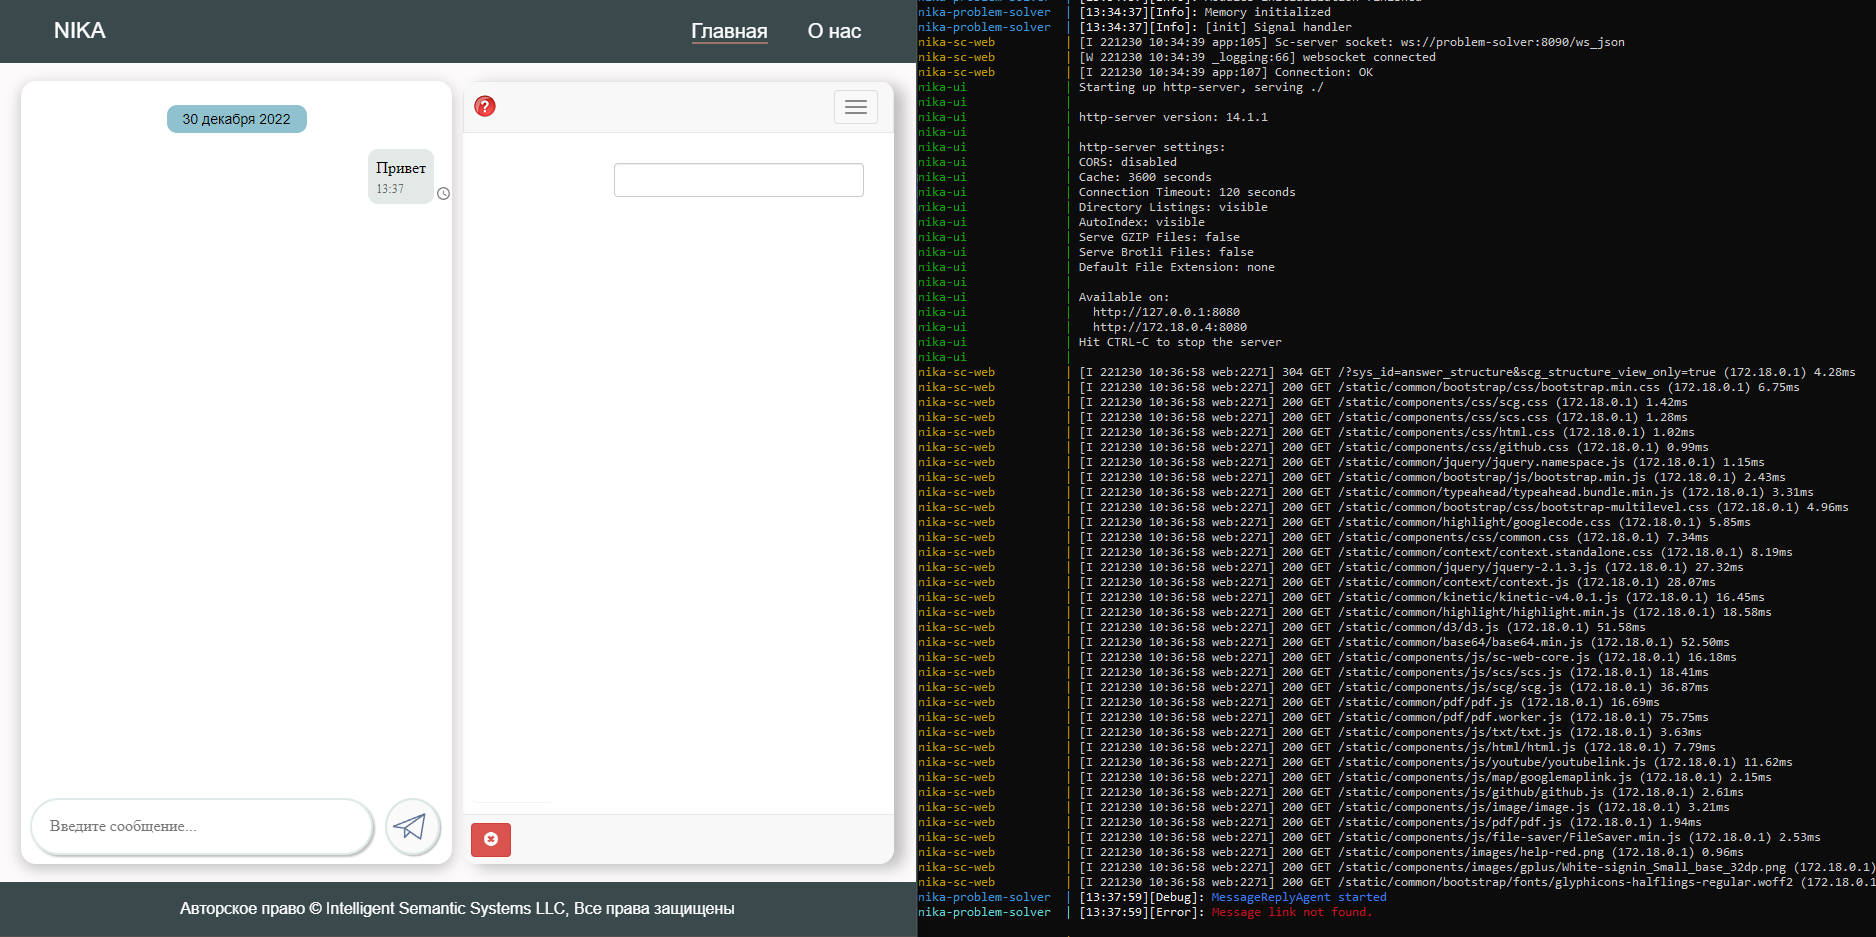 NIKA
Главная
О нас
30 декабря 2022
Привет
13:37
Введите сообщение...
Авторское право © Intelligent Semantic Systems LLC, Все права защищены
nika-problem-solver | [13:34:37][Info]: Memory initialized
nika-problem-solver | [13:34:37][Info]: [init] Signal handler
nika-sc-web | [I 221230 10:34:39 app:105] Sc-server socket: ws://problem-solver:8090/ws_json
nika-sc-web | [W 221230 10:34:39 _logging:66] websocket connected
nika-sc-web | [I 221230 10:34:39 app:107] Connection: OK
nika-ui | Starting up http-server, serving ./
nika-ui |
nika-ui | http-server version: 14.1.1
nika-ui |
nika-ui | http-server settings:
nika-ui | CORS: disabled
nika-ui | Cache: 3600 seconds
nika-ui | Connection Timeout: 120 seconds
nika-ui | Directory Listings: visible
nika-ui | AutoIndex: visible
nika-ui | Serve GZIP Files: false
nika-ui | Serve Brotli Files: false
nika-ui | Default File Extension: none
nika-ui |
nika-ui | Available on:
nika-ui | http://127.0.0.1:8080
nika-ui | http://172.18.0.4:8080
nika-ui | Hit CTRL-C to stop the server
nika-ui |
nika-sc-web | [I 221230 10:36:58 web:2271] 304 GET /?sys_id=answer_structure&scg_structure_view_only=true (172.18.0.1) 4.28ms
nika-sc-web | [I 221230 10:36:58 web:2271] 200 GET /static/common/bootstrap/css/bootstrap.min.css (172.18.0.1) 6.75ms
nika-sc-web | [I 221230 10:36:58 web:2271] 200 GET /static/components/css/scg.css (172.18.0.1) 1.42ms
nika-sc-web | [I 221230 10:36:58 web:2271] 200 GET /static/components/css/scs.css (172.18.0.1) 1.28ms
nika-sc-web | [I 221230 10:36:58 web:2271] 200 GET /static/components/css/html.css (172.18.0.1) 1.02ms
nika-sc-web | [I 221230 10:36:58 web:2271] 200 GET /static/components/css/github.css (172.18.0.1) 0.99ms
nika-sc-web | [I 221230 10:36:58 web:2271] 200 GET /static/common/jquery/jquery.namespace.js (172.18.0.1) 1.15ms
nika-sc-web | [I 221230 10:36:58 web:2271] 200 GET /static/common/bootstrap/js/bootstrap.min.js (172.18.0.1) 2.43ms
nika-sc-web | [I 221230 10:36:58 web:2271] 200 GET /static/common/typeahead/typeahead.bundle.min.js (172.18.0.1) 3.31ms
nika-sc-web | [I 221230 10:36:58 web:2271] 200 GET /static/common/bootstrap/css/bootstrap-multilevel.css (172.18.0.1) 4.96ms
nika-sc-web | [I 221230 10:36:58 web:2271] 200 GET /static/common/highlight/googlecode.css (172.18.0.1) 5.85ms
nika-sc-web | [I 221230 10:36:58 web:2271] 200 GET /static/components/css/common.css (172.18.0.1) 7.34ms
nika-sc-web | [I 221230 10:36:58 web:2271] 200 GET /static/common/context/context.standalone.css (172.18.0.1) 8.19ms
nika-sc-web | [I 221230 10:36:58 web:2271] 200 GET /static/common/jquery/jquery-2.1.3.js (172.18.0.1) 27.32ms
nika-sc-web | [I 221230 10:36:58 web:2271] 200 GET /static/common/context/context.js (172.18.0.1) 28.07ms
nika-sc-web | [I 221230 10:36:58 web:2271] 200 GET /static/common/kinetic/kinetic-v4.0.1.js (172.18.0.1) 16.45ms
nika-sc-web | [I 221230 10:36:58 web:2271] 200 GET /static/common/highlight/highlight.min.js (172.18.0.1) 18.58ms
nika-sc-web | [I 221230 10:36:58 web:2271] 200 GET /static/common/d3/d3.js (172.18.0.1) 51.58ms
nika-sc-web | [I 221230 10:36:58 web:2271] 200 GET /static/common/base64/base64.min.js (172.18.0.1) 52.50ms
nika-sc-web | [I 221230 10:36:58 web:2271] 200 GET /static/components/js/sc-web-core.js (172.18.0.1) 16.18ms
nika-sc-web | [I 221230 10:36:58 web:2271] 200 GET /static/components/js/scs/scs.js (172.18.0.1) 18.41ms
nika-sc-web | [I 221230 10:36:58 web:2271] 200 GET /static/components/js/scg/scg.js (172.18.0.1) 36.87ms
nika-sc-web | [I 221230 10:36:58 web:2271] 200 GET /static/common/pdf/pdf.js (172.18.0.1) 16.69ms
nika-sc-web | [I 221230 10:36:58 web:2271] 200 GET /static/common/pdf/pdf.worker.js (172.18.0.1) 75.75ms
nika-sc-web | [I 221230 10:36:58 web:2271] 200 GET /static/components/js/txt/txt.js (172.18.0.1) 3.63ms
nika-sc-web | [I 221230 10:36:58 web:2271] 200 GET /static/components/js/html/html.js (172.18.0.1) 7.79ms
nika-sc-web | [I 221230 10:36:58 web:2271] 200 GET /static/components/js/youtube/youtubelink.js (172.18.0.1) 11.62ms
nika-sc-web | [I 221230 10:36:58 web:2271] 200 GET /static/components/js/map/googlemaplink.js (172.18.0.1) 2.15ms
nika-sc-web | [I 221230 10:36:58 web:2271] 200 GET /static/components/js/github/github.js (172.18.0.1) 2.61ms
nika-sc-web | [I 221230 10:36:58 web:2271] 200 GET /static/components/js/image/image.js (172.18.0.1) 3.21ms
nika-sc-web | [I 221230 10:36:58 web:2271] 200 GET /static/components/js/pdf/pdf.js (172.18.0.1) 1.94ms
nika-sc-web | [I 221230 10:36:58 web:2271] 200 GET /static/components/js/file-saver/FileSaver.min.js (172.18.0.1) 2.53ms
nika-sc-web | [I 221230 10:36:58 web:2271] 200 GET /static/components/images/help-red.png (172.18.0.1) 0.96ms
nika-sc-web | [I 221230 10:36:58 web:2271] 200 GET /static/components/images/gplus/White-signin_Small_base_32dp.png (172.18.0.1)
nika-sc-web | [I 221230 10:36:58 web:2271] 200 GET /static/common/bootstrap/fonts/glyphicons-halflings-regular.woff2 (172.18.0.1
nika-problem-solver | [13:37:59][Debug]: MessageReplyAgent started
nika-problem-solver | [13:37:59][Error]: Message link not found.